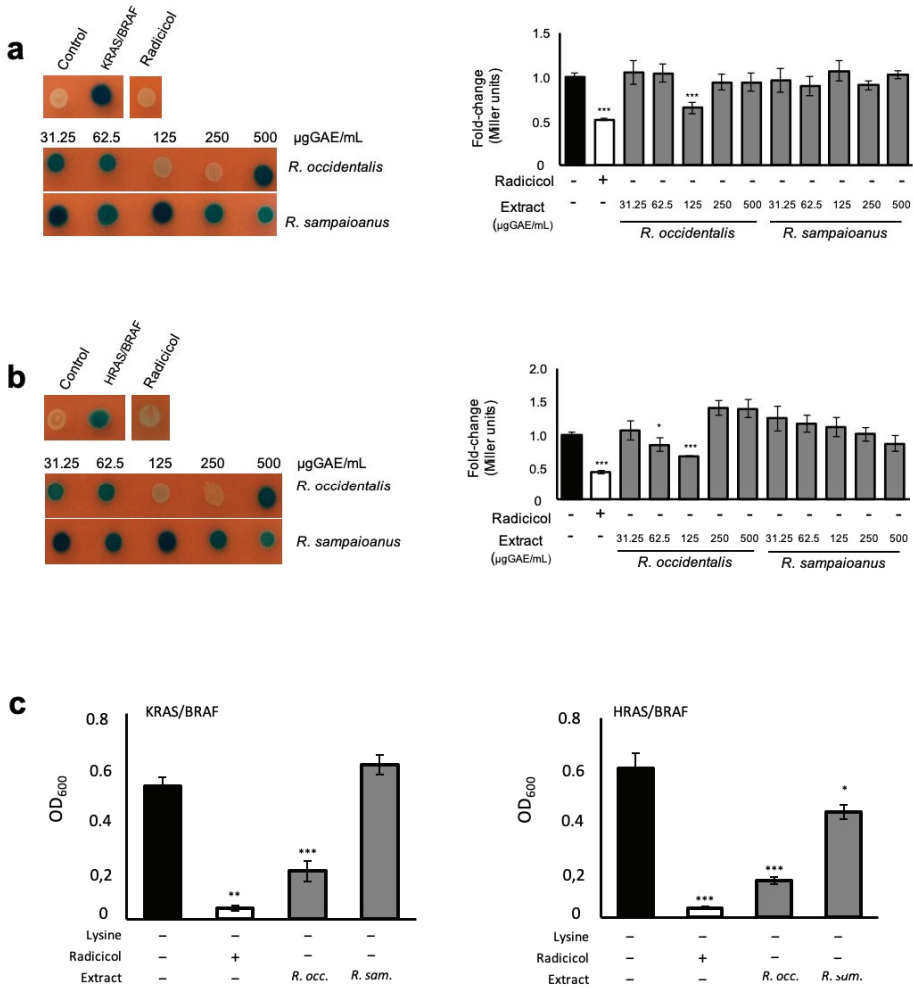 a
Control
KRAS/BRAF
Radicicol
31.25 62.5 125 250 500 µgGAE/mL
R. occidentalis
R. sampaioanus
Fold-change
(Miller units)
1.5
1.0
0.5
0
*** ***
Radicicol - + - - - - - - - - - -
Extract - - 31.25 62.5 125 250 500 31.25 62.5 125 250 500
(µgGAE/mL)
R. occidentalis R. sampaioanus
b
Control
HRAS/BRAF
Radicicol
31.25 62.5 125 250 500 µgGAE/mL
R. occidentalis
R. sampaioanus
Fold-change
(Miller units)
2.0
1.5
1.0
0.5
0
*** * ***
Radicicol - + - - - - - - - - - -
Extract - - 31.25 62.5 125 250 500 31.25 62.5 125 250 500
(µgGAE/mL)
R. occidentalis R. sampaioanus
c
KRAS/BRAF
OD600
0.8
0.6
0.4
0,2
0
** ***
Lysine – – – –
Radicicol – + – –
Extract – – R. occ. R. sam.
HRAS/BRAF
OD600
0.8
0.6
0.4
0,2
0
*** *** *
Lysine – – – –
Radicicol – + – –
Extract – – R. occ. R. sam.